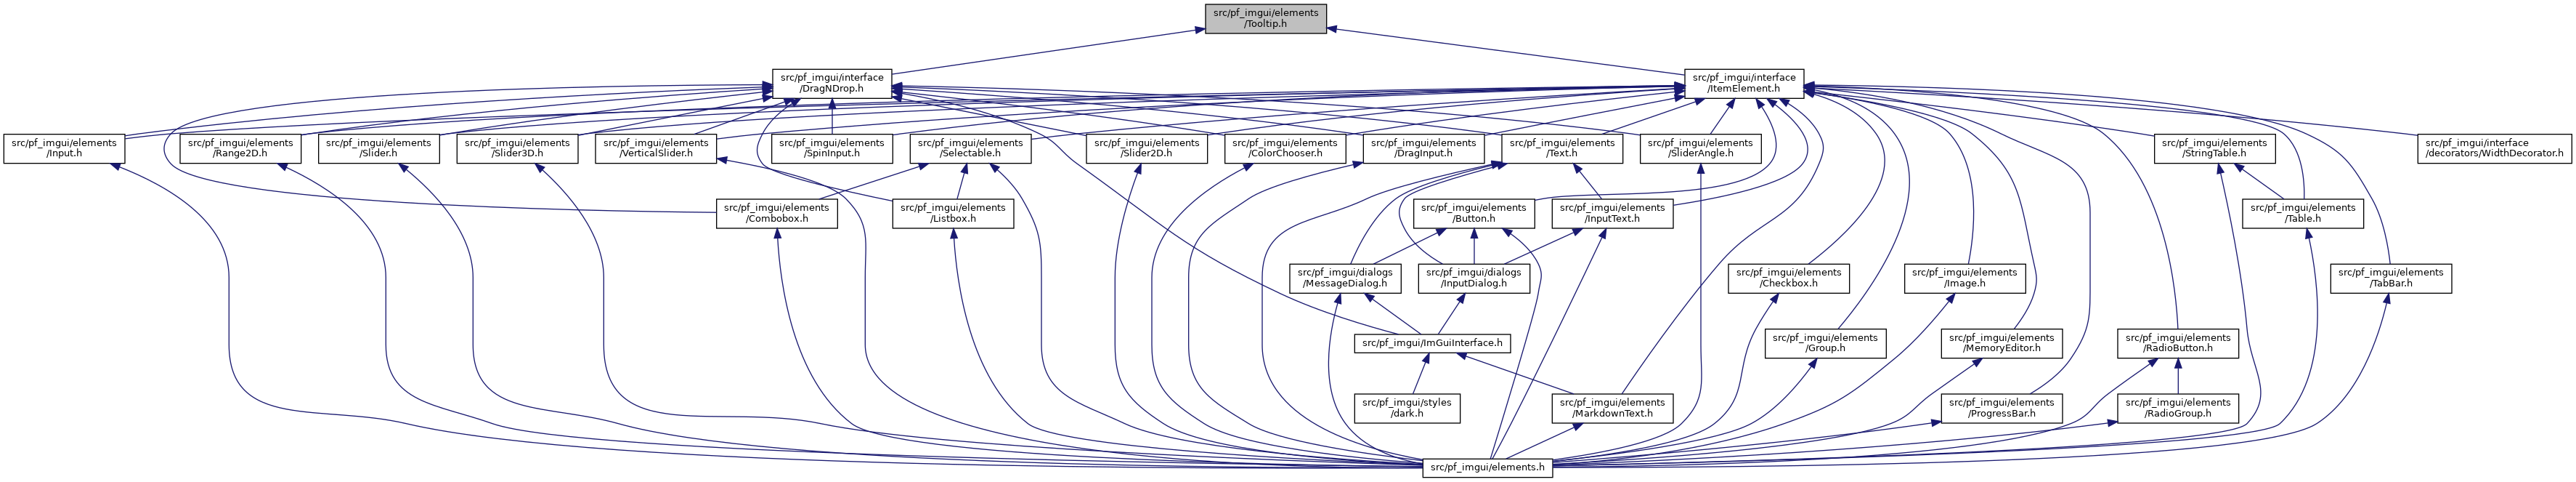 src/pf_imgui/elements
/Tooltip.h
src/pf_imgui/interface
/DragNDrop.h
src/pf_imgui/interface
/ItemElement.h
src/pf_imgui/elements
/Input.h
src/pf_imgui/elements
/Range2D.h
src/pf_imgui/elements
/Slider.h
src/pf_imgui/elements
/Slider3D.h
src/pf_imgui/elements
/VerticalSlider.h
src/pf_imgui/elements
/SpinInput.h
src/pf_imgui/elements
/Selectable.h
src/pf_imgui/elements
/Slider2D.h
src/pf_imgui/elements
/ColorChooser.h
src/pf_imgui/elements
/DragInput.h
src/pf_imgui/elements
/Text.h
src/pf_imgui/elements
/SliderAngle.h
src/pf_imgui/elements
/StringTable.h
src/pf_imgui/interface
/decorators/WidthDecorator.h
src/pf_imgui/elements
/Combobox.h
src/pf_imgui/elements
/Listbox.h
src/pf_imgui/elements
/Button.h
src/pf_imgui/elements
/InputText.h
src/pf_imgui/elements
/Table.h
src/pf_imgui/dialogs
/MessageDialog.h
src/pf_imgui/dialogs
/InputDialog.h
src/pf_imgui/elements
/Checkbox.h
src/pf_imgui/elements
/Image.h
src/pf_imgui/elements
/TabBar.h
src/pf_imgui/ImGuiInterface.h
src/pf_imgui/elements
/Group.h
src/pf_imgui/elements
/MemoryEditor.h
src/pf_imgui/elements
/RadioButton.h
src/pf_imgui/styles
/dark.h
src/pf_imgui/elements
/MarkdownText.h
src/pf_imgui/elements
/ProgressBar.h
src/pf_imgui/elements
/RadioGroup.h
src/pf_imgui/elements.h